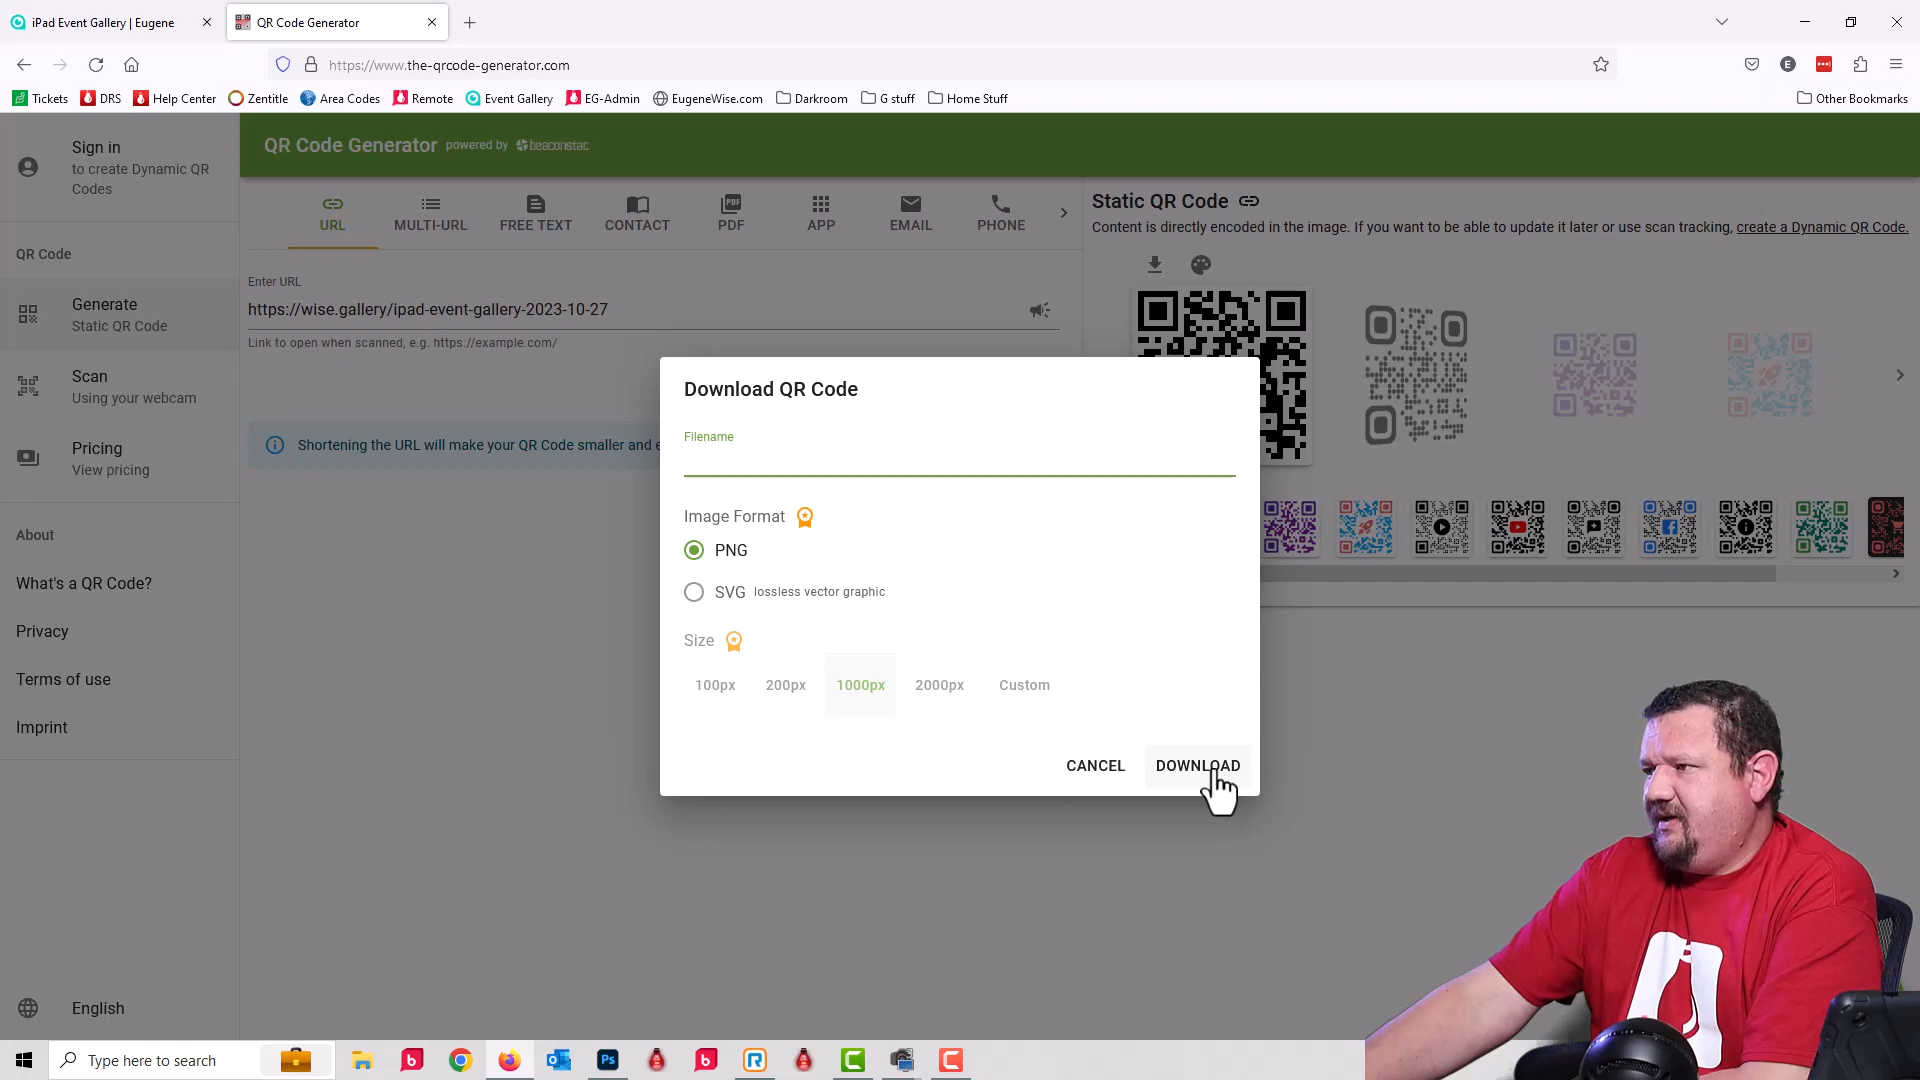 iPad Event Gallery | Eugene
QR Code Generator
https://www.the-qrcode-generator.com
Tickets
DRS
Help Center
Zentitle
Area Codes
Remote
Event Gallery
EG-Admin
EugeneWise.com
Darkroom
G stuff
Home Stuff
Other Bookmarks
Sign in
to create Dynamic QR
Codes
QR Code
Generate
Static QR Code
Scan
Using your webcam
Pricing
View pricing
About
What's a QR Code?
Privacy
Terms of use
Imprint
English
QR Code Generator powered by beaconstac
URL
MULTI-URL
FREE TEXT
CONTACT
PDF
APP
EMAIL
PHONE
Enter URL
https://wise.gallery/ipad-event-gallery-2023-10-27
Link to open when scanned, e.g. https://example.com/
Shortening the URL will make your QR Code smaller and e
Static QR Code
Content is directly encoded in the image. If you want to be able to update it later or use scan tracking, create a Dynamic QR Code.
Download QR Code
Filename
Image Format
PNG
SVG lossless vector graphic
Size
100px
200px
1000px
2000px
Custom
CANCEL
DOWNLOAD
Type here to search